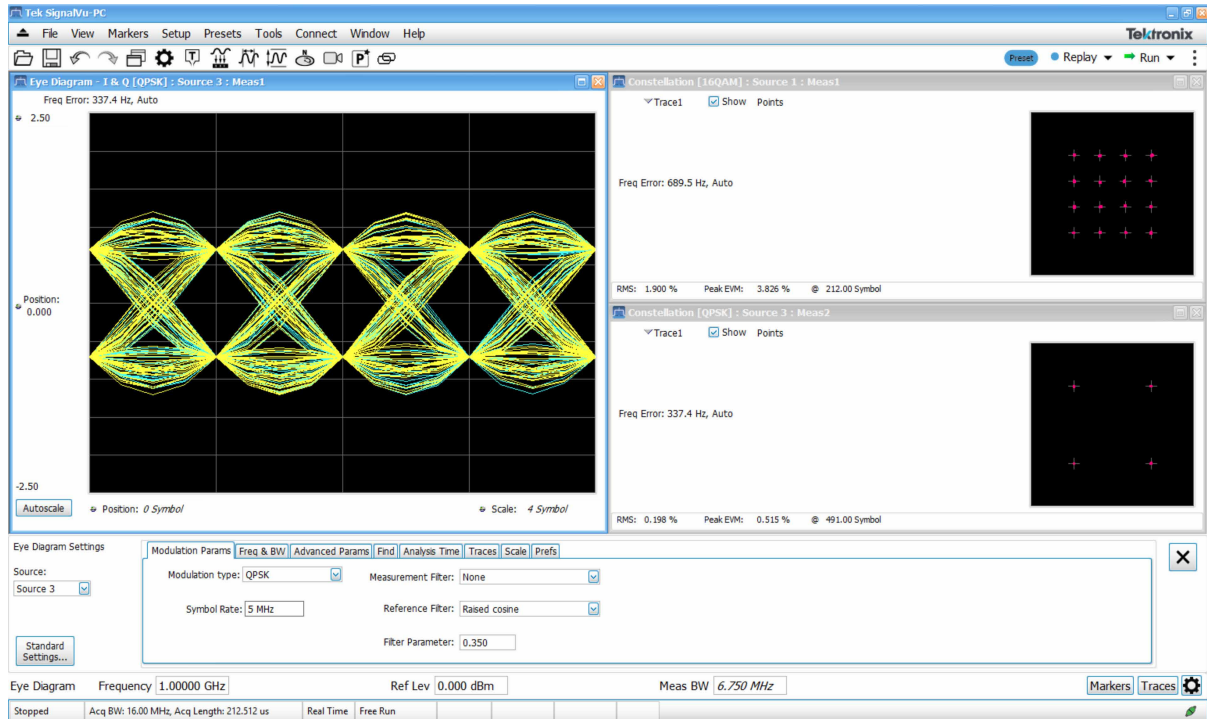 Tek SignalVu-PC
File View Markers Setup Presets Tools Connect Window Help
Tektronix
Preset Replay Run
Eye Diagram - I & Q [QPSK] : Source 3 : Meas1
Freq Error: 337.4 Hz, Auto
2.50
Position:
0.000
-2.50
Autoscale Position: 0 Symbol Scale: 4 Symbol
Constellation [16QAM] : Source 1 : Meas1
Trace1 Show Points
Freq Error: 689.5 Hz, Auto
RMS: 1.900 % Peak EVM: 3.826 % @ 212.00 Symbol
Constellation [QPSK] : Source 3 : Meas2
Trace1 Show Points
Freq Error: 337.4 Hz, Auto
RMS: 0.198 % Peak EVM: 0.515 % @ 491.00 Symbol
Eye Diagram Settings
Source:
Source 3
Standard
Settings...
Modulation Params Freq & BW Advanced Params Find Analysis Time Traces Scale Prefs
Modulation type: QPSK Measurement Filter: None
Symbol Rate: 5 MHz Reference Filter: Raised cosine
Filter Parameter: 0.350
Eye Diagram Frequency 1.00000 GHz Ref Lev 0.000 dBm Meas BW 6.750 MHz Markers Traces
Stopped Acq BW: 16.00 MHz, Acq Length: 212.512 us Real Time Free Run